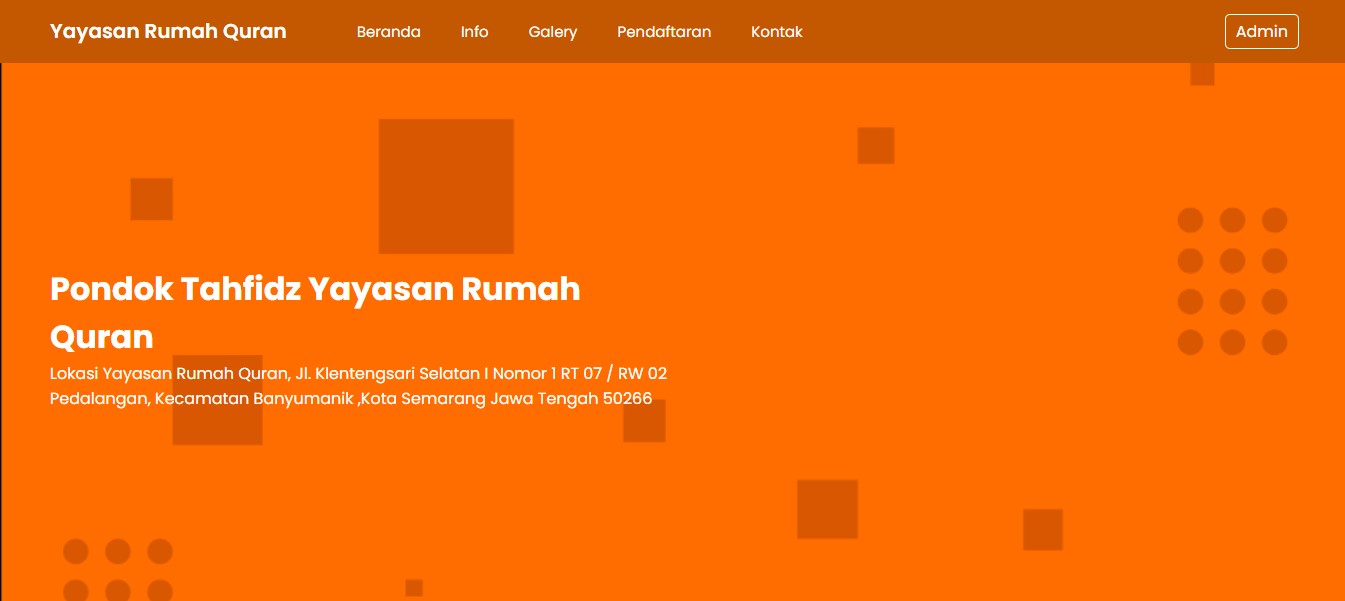 Yayasan Rumah Quran
Beranda
Info
Galery
Pendaftaran
Kontak
Admin
Pondok Tahfidz Yayasan Rumah
Quran
Lokasi Yayasan Rumah Quran, Jl. Klentengsari Selatan I Nomor 1 RT 07 / RW 02
Pedalangan, Kecamatan Banyumanik ,Kota Semarang Jawa Tengah 50266